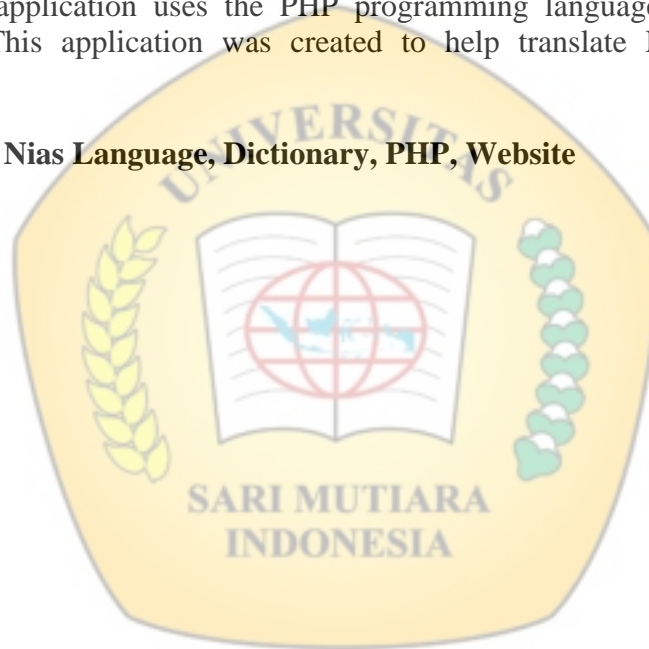 application uses the PHP programming language
This application was created to help translate
Nias Language, Dictionary, PHP, Website
UNIVERSITAS
SARI MUTIARA
INDONESIA